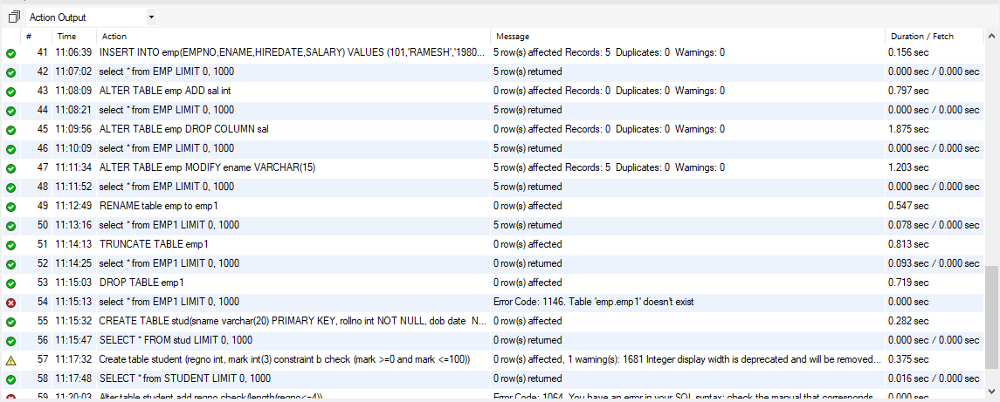 Action Output
# Time Action Message Duration / Fetch
41 11:06:39 INSERT INTO emp(EMPNO,ENAME,HIREDATE,SALARY) VALUES (101,'RAMESH','1980... 5 row(s) affected Records: 5 Duplicates: 0 Warnings: 0 0.156 sec
42 11:07:02 select * from EMP LIMIT 0, 1000 5 row(s) returned 0.000 sec / 0.000 sec
43 11:08:09 ALTER TABLE emp ADD sal int 0 row(s) affected Records: 0 Duplicates: 0 Warnings: 0 0.797 sec
44 11:08:21 select * from EMP LIMIT 0, 1000 5 row(s) returned 0.000 sec / 0.000 sec
45 11:09:56 ALTER TABLE emp DROP COLUMN sal 0 row(s) affected Records: 0 Duplicates: 0 Warnings: 0 1.875 sec
46 11:10:09 select * from EMP LIMIT 0, 1000 5 row(s) returned 0.000 sec / 0.000 sec
47 11:11:34 ALTER TABLE emp MODIFY ename VARCHAR(15) 5 row(s) affected Records: 5 Duplicates: 0 Warnings: 0 1.203 sec
48 11:11:52 select * from EMP LIMIT 0, 1000 5 row(s) returned 0.000 sec / 0.000 sec
49 11:12:49 RENAME table emp to emp1 0 row(s) affected 0.547 sec
50 11:13:16 select * from EMP1 LIMIT 0, 1000 5 row(s) returned 0.078 sec / 0.000 sec
51 11:14:13 TRUNCATE TABLE emp1 0 row(s) affected 0.813 sec
52 11:14:25 select * from EMP1 LIMIT 0, 1000 0 row(s) returned 0.093 sec / 0.000 sec
53 11:15:03 DROP TABLE emp1 0 row(s) affected 0.719 sec
54 11:15:13 select * from EMP1 LIMIT 0, 1000 Error Code: 1146. Table 'emp.emp1' doesn't exist 0.000 sec
55 11:15:32 CREATE TABLE stud(sname varchar(20) PRIMARY KEY, rollno int NOT NULL, dob date N... 0 row(s) affected 0.282 sec
56 11:15:47 SELECT * FROM stud LIMIT 0, 1000 0 row(s) returned 0.000 sec / 0.000 sec
57 11:17:32 Create table student (regno int, mark int(3) constraint b check (mark >=0 and mark <=100)) 0 row(s) affected, 1 warning(s): 1681 Integer display width is deprecated and will be removed... 0.375 sec
58 11:17:48 SELECT * from STUDENT LIMIT 0, 1000 0 row(s) returned 0.016 sec / 0.000 sec
59 11:20:03 Alter table student add regno check(length(regno<=4)) Error Code: 1064. You have an error in your SQL syntax; check the manual that corresponds... 0.000 sec